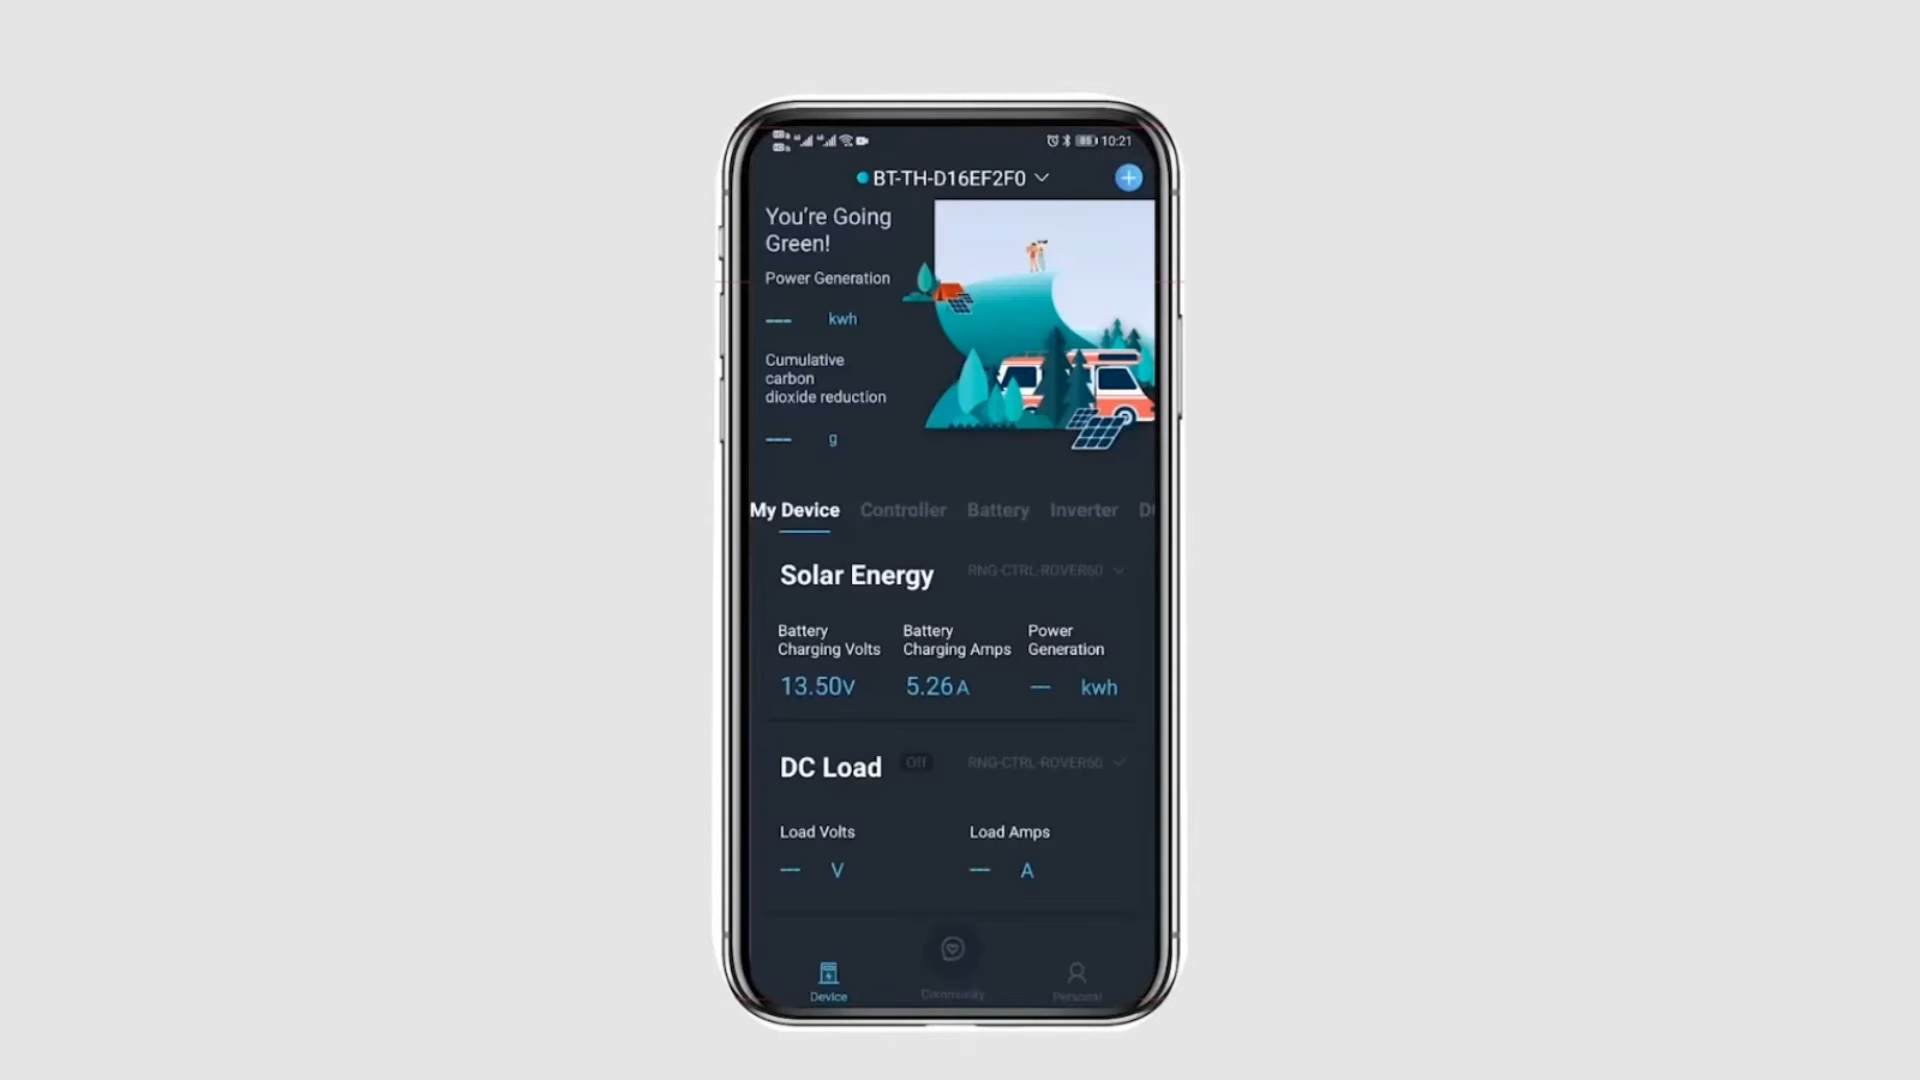 10:21
BT-TH-D16EF2F0
You're Going
Green!
Power Generation
--- kwh
Cumulative
carbon
dioxide reduction
--- g
My Device Controller Battery Inverter
Solar Energy RNG-CTRL-ROVER60
Battery Battery Power
Charging Volts Charging Amps Generation
13.50V 5.26A -- kwh
DC Load Off RNG-CTRL-ROVER60
Load Volts Load Amps
-- V -- A
Device Community Personal